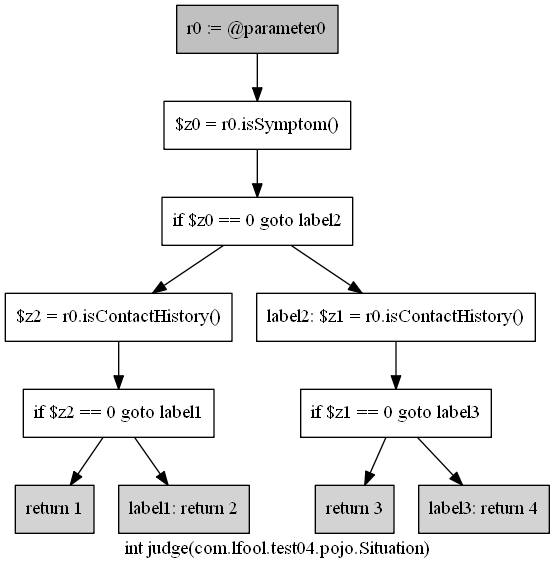 r0 := @parameter0
$z0 = r0.isSymptom()
if $z0 == 0 goto label2
$z2 = r0.isContactHistory()
label2: $z1 = r0.isContactHistory()
if $z2 == 0 goto label1
if $z1 == 0 goto label3
return 1
label1: return 2
return 3
label3: return 4
int judge(com.lfool.test04.pojo.Situation)